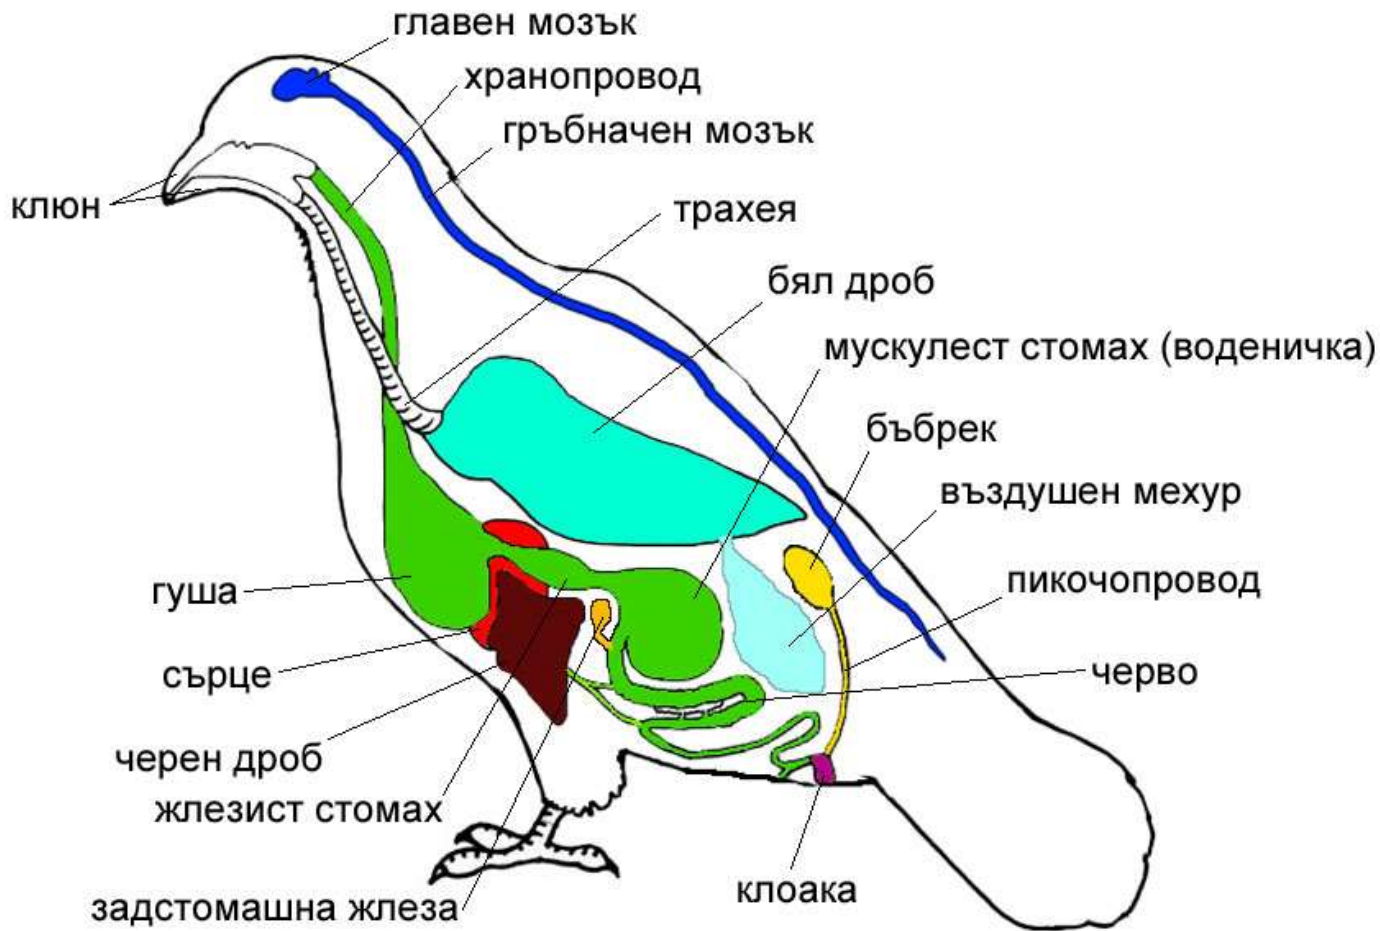 главен мозък
хранопровод
гръбначен мозък
клюн
трахея
бял дроб
мускулест стомах (воденичка)
бъбрек
въздушен мехур
пикочопровод
гуша
сърце
черво
черен дроб
жлезист стомах
клоака
задстомашна жлеза